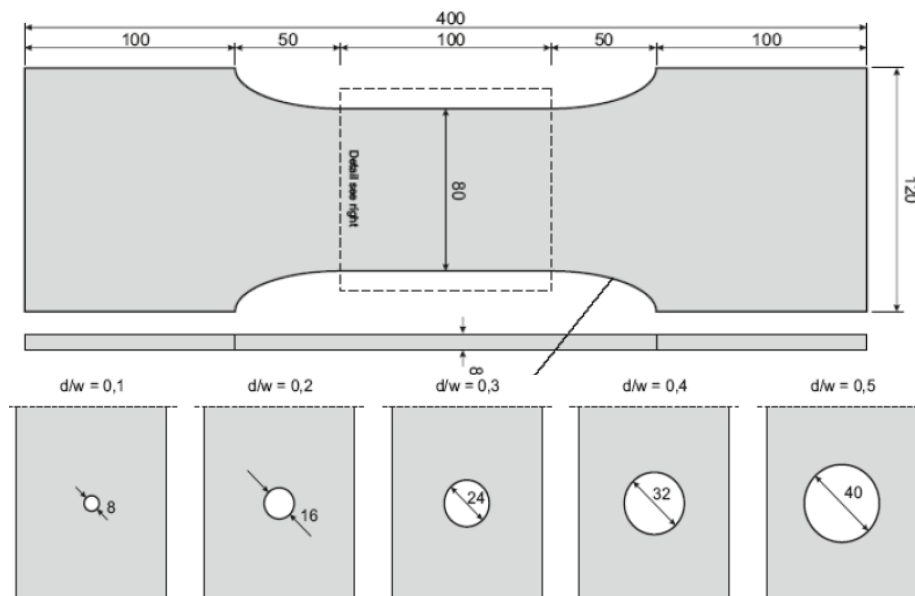 400
100 50 100 50 100
Detail see right
80
120
8
d/w = 0,1 d/w = 0,2 d/w = 0,3 d/w = 0,4 d/w = 0,5
8 16 24 32 40